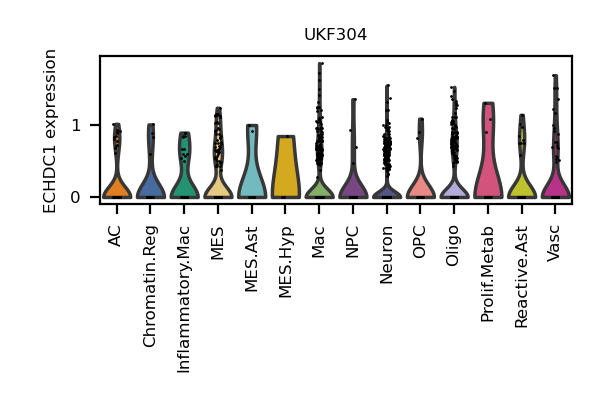 UKF304
ECHDC1 expression
1
0
AC
Chromatin.Reg
Inflammatory.Mac
MES
MES.Ast
MES.Hyp
Mac
NPC
Neuron
OPC
Oligo
Prolif.Metab
Reactive.Ast
Vasc